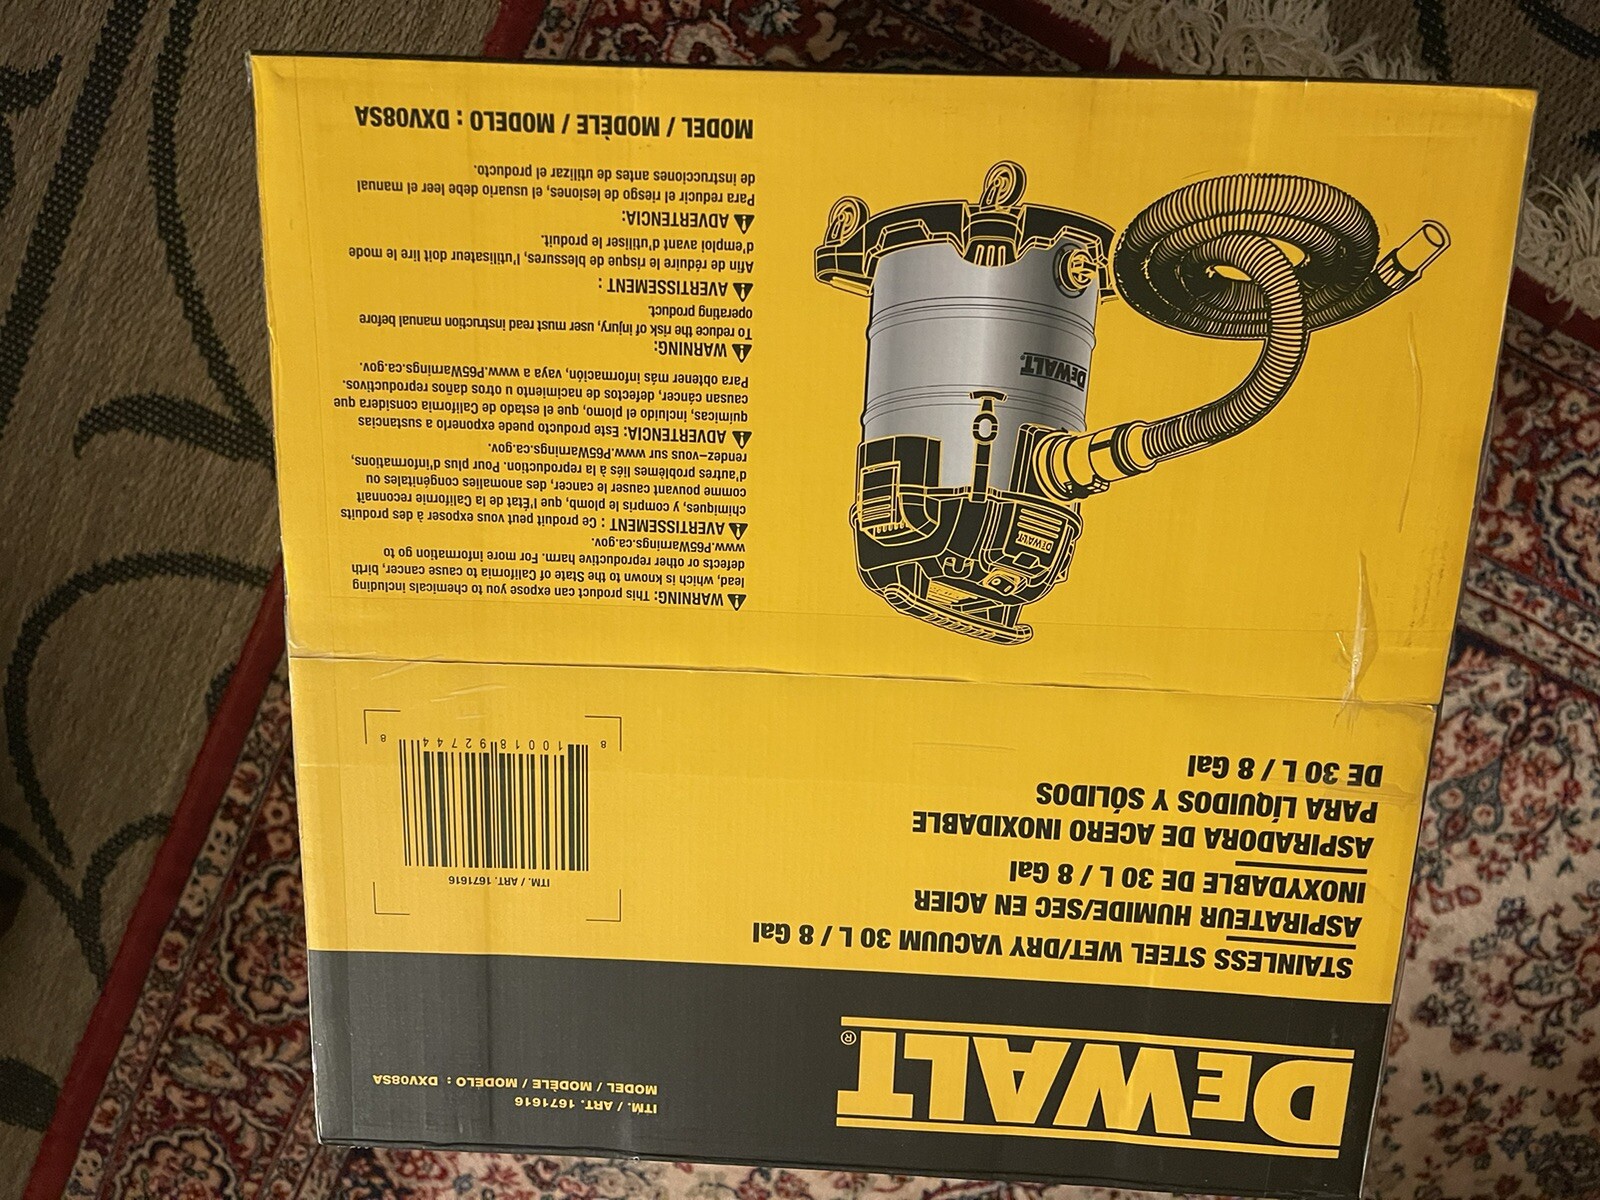 DEWALT®
ITM. / ART. 1671616
MODEL / MODÈLE / MODELO : DXV08SA
STAINLESS STEEL WET/DRY VACUUM 30 L / 8 Gal
ASPIRATEUR HUMIDE/SEC EN ACIER
INOXYDABLE DE 30 L / 8 Gal
ASPIRADORA DE ACERO INOXIDABLE
PARA LÍQUIDOS Y SÓLIDOS
DE 30 L / 8 Gal
ITM. / ART. 1671616
8 10018 92744 8
DEWALT
DEWALT.
WARNING: This product can expose you to chemicals including
lead, which is known to the State of California to cause cancer, birth
defects or other reproductive harm. For more information go to
www.P65Warnings.ca.gov.
AVERTISSEMENT : Ce produit peut vous exposer à des produits
chimiques, y compris le plomb, que l'État de la Californie reconnaît
comme pouvant causer le cancer, des anomalies congénitales ou
d'autres problèmes liés à la reproduction. Pour plus d'informations,
rendez-vous sur www.P65Warnings.ca.gov.
ADVERTENCIA: Este producto puede exponerlo a sustancias
químicas, incluido el plomo, que el estado de California considera que
causan cáncer, defectos de nacimiento u otros daños reproductivos.
Para obtener más información, vaya a www.P65Warnings.ca.gov.
WARNING:
To reduce the risk of injury, user must read instruction manual before
operating product.
AVERTISSEMENT :
Afin de réduire le risque de blessures, l'utilisateur doit lire le mode
d'emploi avant d'utiliser le produit.
ADVERTENCIA:
Para reducir el riesgo de lesiones, el usuario debe leer el manual
de instrucciones antes de utilizar el producto.
MODEL / MODÈLE / MODELO : DXV08SA